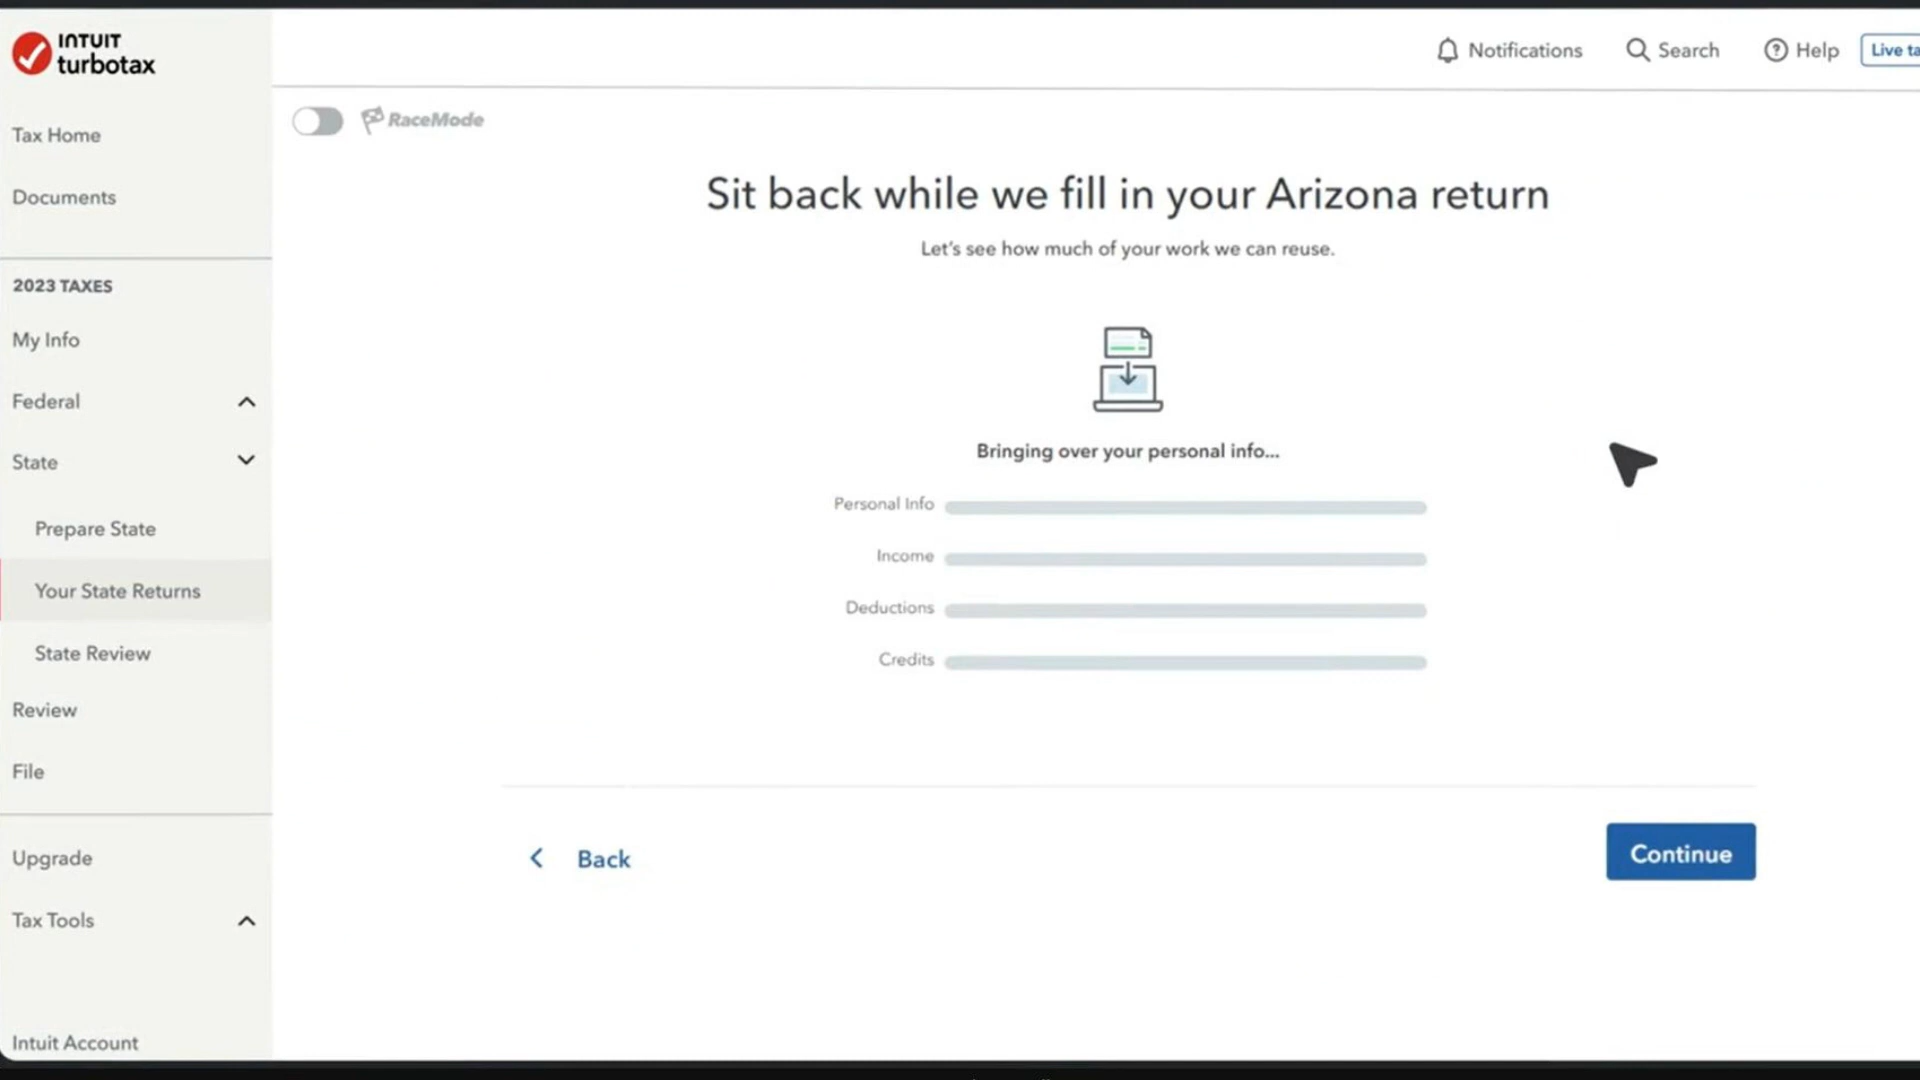 INTUIT
turbotax
Notifications
Search
Help
Live ta
RaceMode
Tax Home
Documents
2023 TAXES
My Info
Federal
State
Prepare State
Your State Returns
State Review
Review
File
Upgrade
Tax Tools
Intuit Account
Sit back while we fill in your Arizona return
Let's see how much of your work we can reuse.
Bringing over your personal info...
Personal Info
Income
Deductions
Credits
Back
Continue